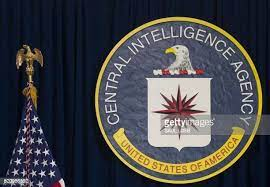 CENTRAL INTELLIGENCE AGENCY
UNITED STATES OF AMERICA
gettyimages